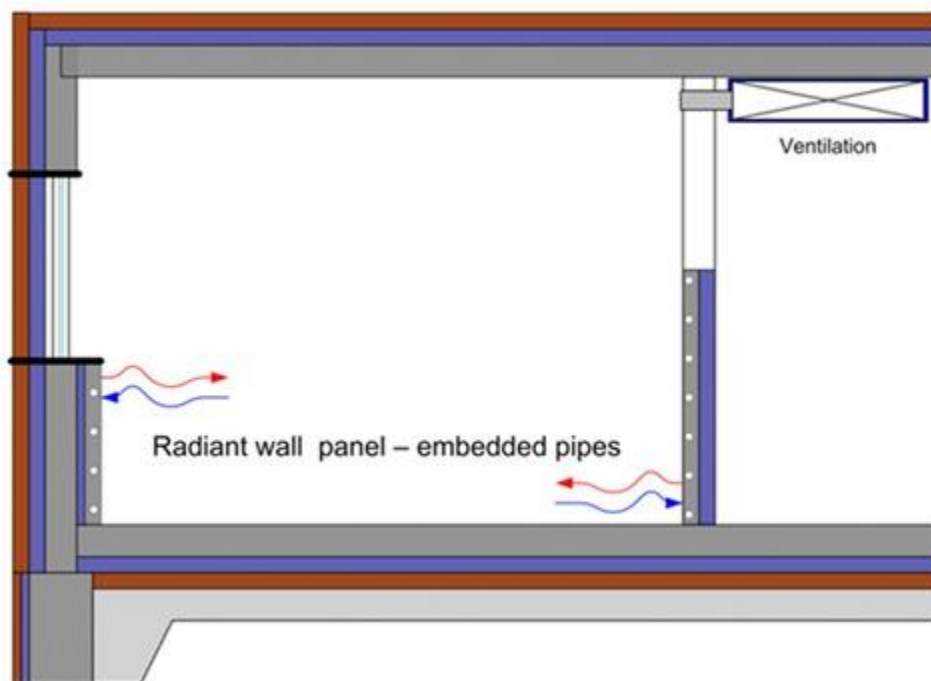 Ventilation
Radiant wall panel – embedded pipes